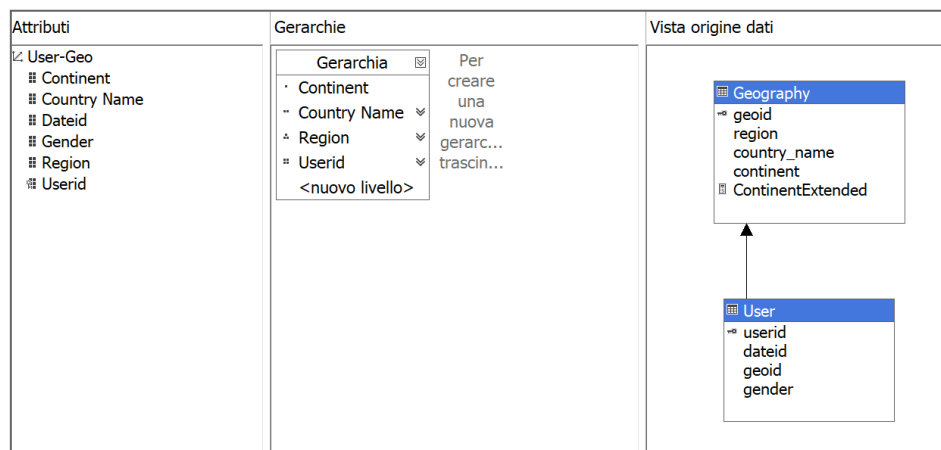 Attributi
User-Geo
Continent
Country Name
Dateid
Gender
Region
Userid
Gerarchie
Gerarchia
Continent
Country Name
Region
Userid
<nuovo livello>
Per
creare
una
nuova
gerarc...
trascin...
Vista origine dati
Geography
geoid
region
country_name
continent
ContinentExtended
User
userid
dateid
geoid
gender